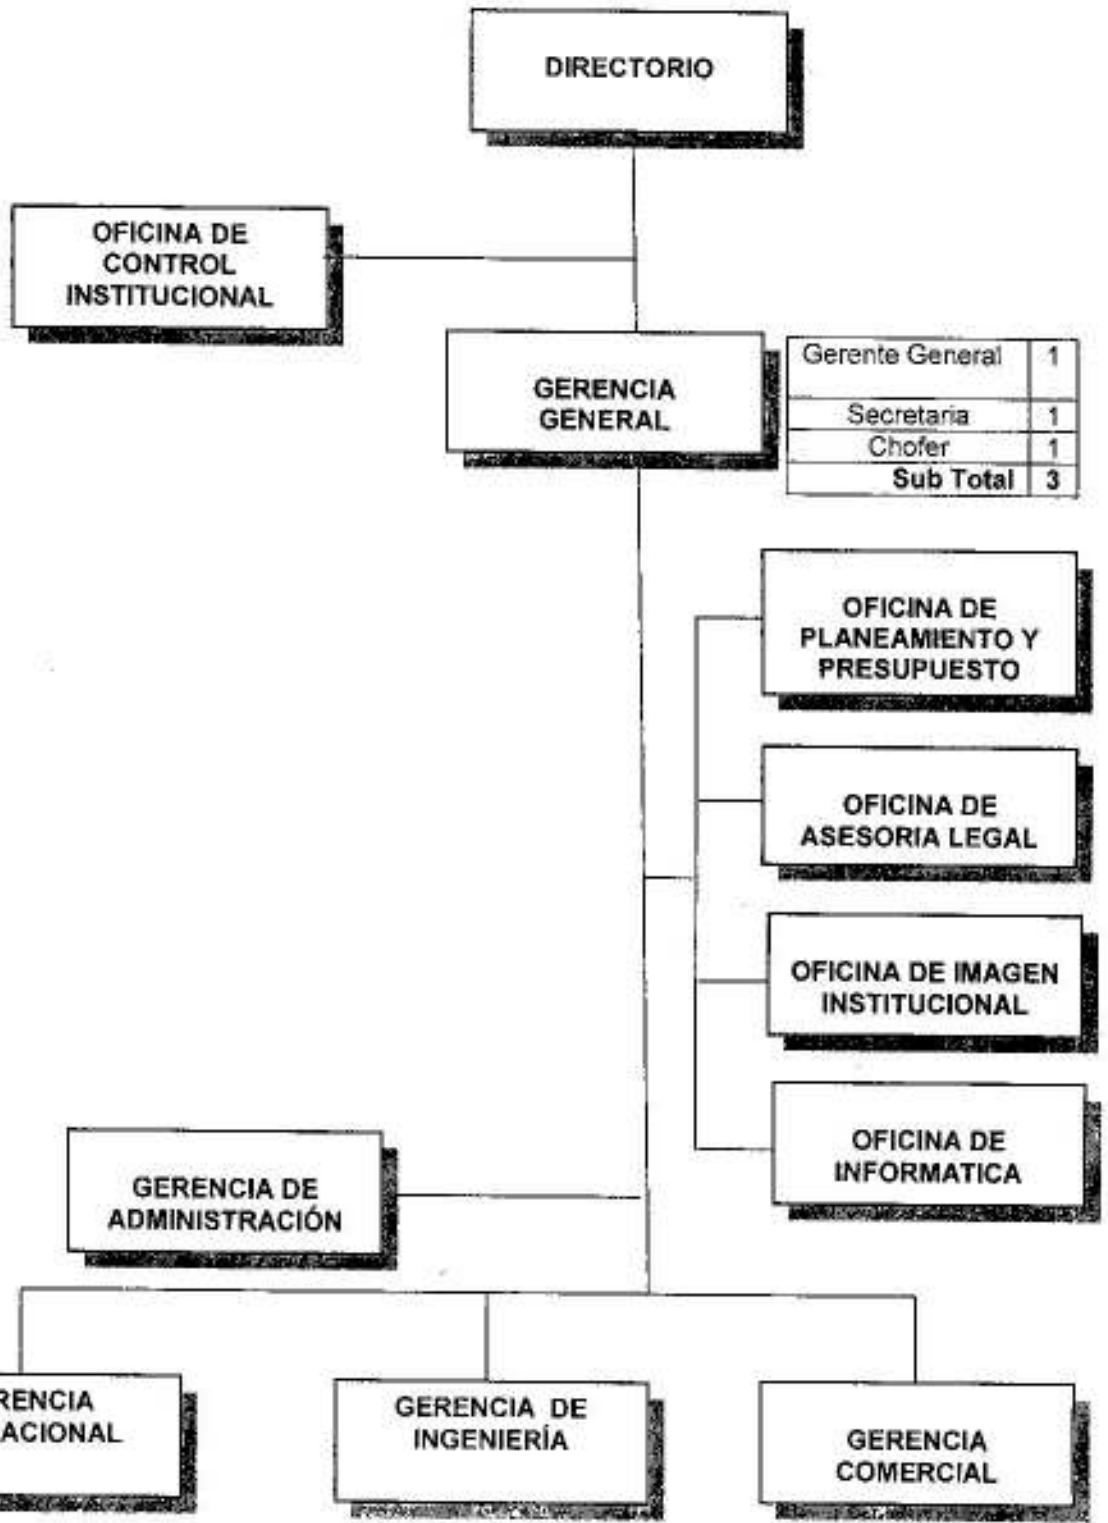 DIRECTORIO
OFICINA DE
CONTROL
INSTITUCIONAL
GERENCIA
GENERAL
Gerente General 1
Secretaria 1
Chofer 1
Sub Total 3
OFICINA DE
PLANEAMIENTO Y
PRESUPUESTO
OFICINA DE
ASESORIA LEGAL
OFICINA DE IMAGEN
INSTITUCIONAL
OFICINA DE
INFORMATICA
GERENCIA DE
ADMINISTRACIÓN
RENCIA
ACIONAL
GERENCIA DE
INGENIERÍA
GERENCIA
COMERCIAL